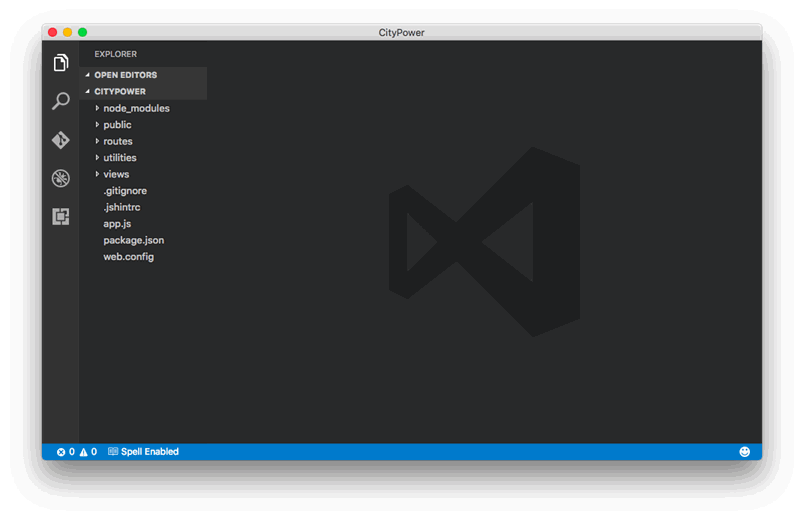 CityPower
EXPLORER
OPEN EDITORS
CITYPOWER
node_modules
public
routes
utilities
views
.gitignore
.jshintrc
app.js
package.json
web.config
0 0 Spell Enabled